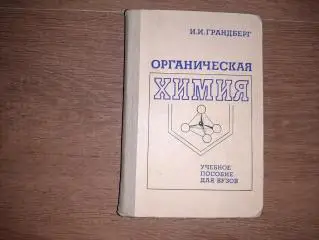 И.И.ГРАНДБЕРГ
ОРГАНИЧЕСКАЯ
ХИМИЯ
УЧЕБНОЕ
ПОСОБИЕ
ДЛЯ ВУЗОВ